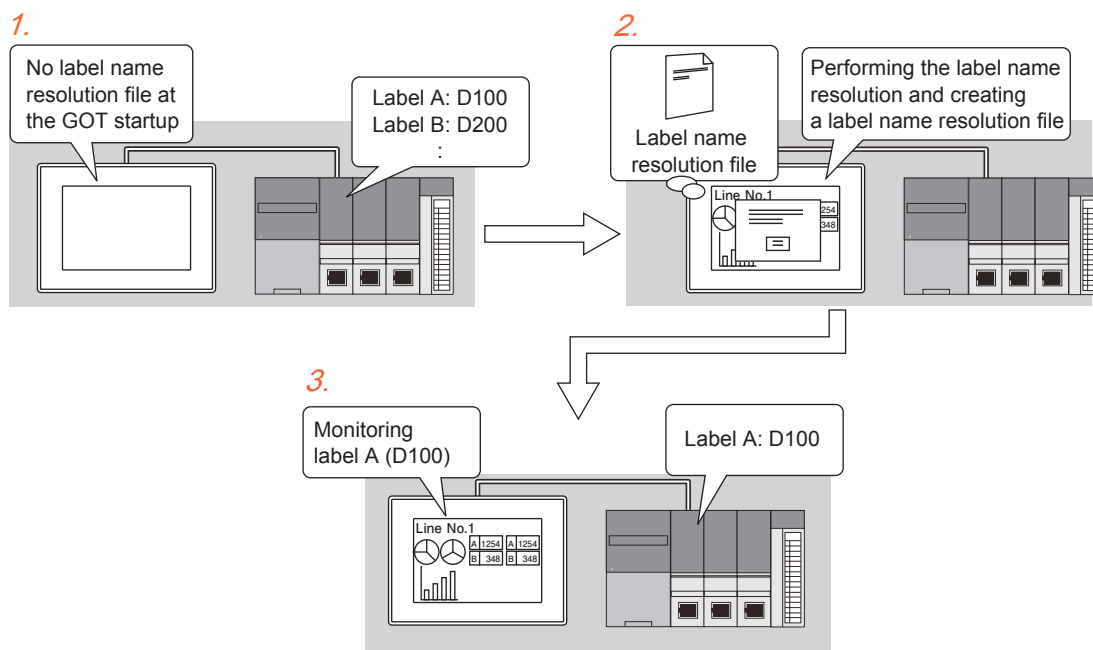 1.
No label name
resolution file at
the GOT startup
Label A: D100
Label B: D200
:
2.
Label name
resolution file
Performing the label name
resolution and creating
a label name resolution file
Line No.1
254
348
3.
Monitoring
label A (D100)
Label A: D100
Line No.1
A 1254 A 1254
B 348 B 348